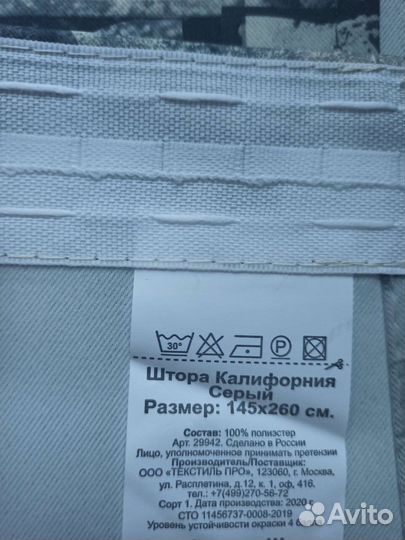 30°
P
Штора Калифорния
Серый
Размер: 145x260 см.
Состав: 100% полиэстер
Арт. 29942. Сделано в России
Лицо, уполномоченное принимать претензии
Производитель/Поставщик:
ООО «ТЕКСТИЛЬ ПРО», 123060, г. Москва,
ул. Расплетина, д. 12, к. 1, оф. 416.
тел.:+7(499)270-56-72
Сорт 1. Дата производства: 2020 г.
СТО 11456737-0008-2019
Уровень устойчивости окраски 4
Avito